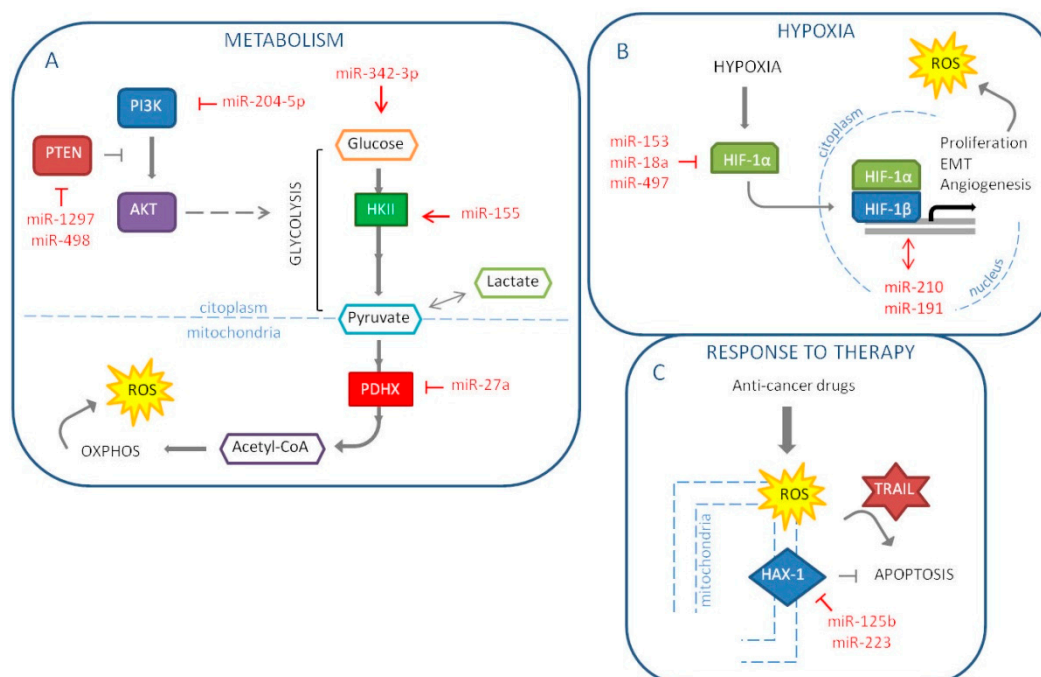 METABOLISM
A
miR-342-3p
PI3K
miR-204-5p
PTEN
Glucose
miR-1297
miR-498
AKT
GLYCOLYSIS
HKII
miR-155
Lactate
citoplasm
Pyruvate
mitochondria
ROS
PDHX
miR-27a
OXPHOS
Acetyl-CoA
HYPOXIA
B
ROS
HYPOXIA
citoplasm
miR-153
miR-18a
miR-497
HIF-1α
Proliferation
EMT
Angiogenesis
HIF-1α
HIF-1β
miR-210
miR-191
nucleus
RESPONSE TO THERAPY
C
Anti-cancer drugs
ROS
TRAIL
mitochondria
HAX-1
APOPTOSIS
miR-125b
miR-223